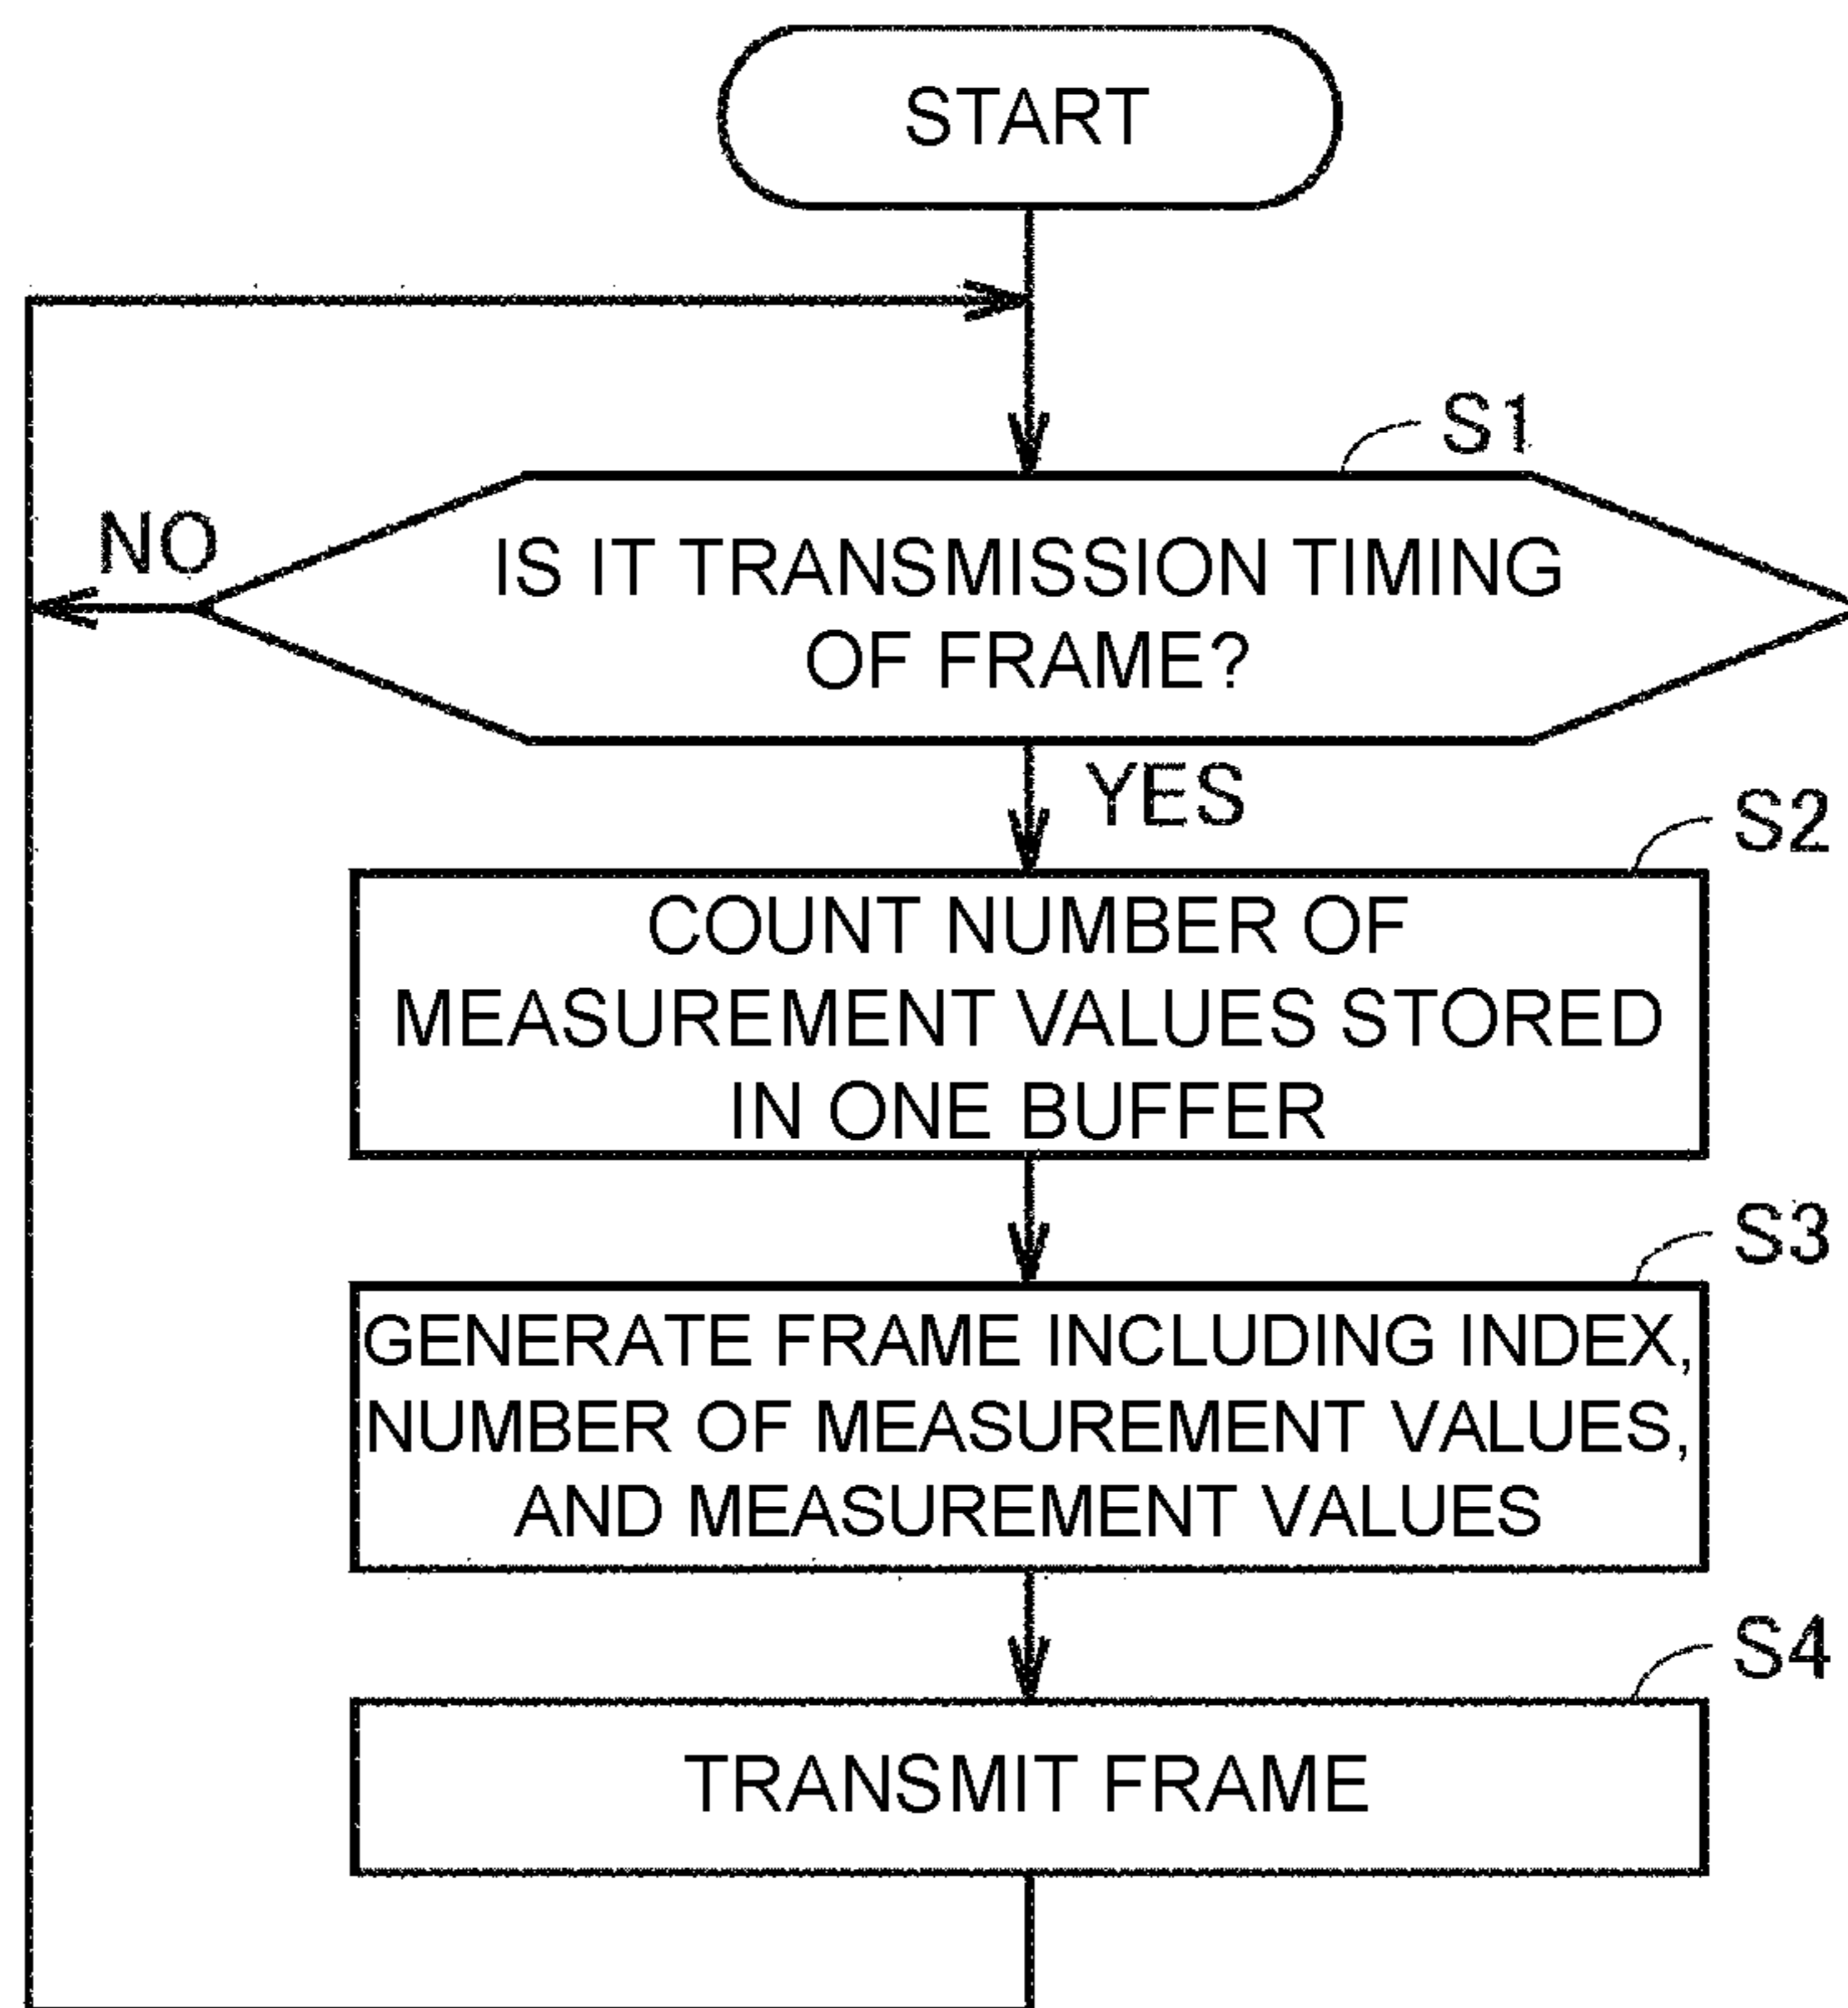 START
S1
NO
IS IT TRANSMISSION TIMING
OF FRAME?
YES
S2
COUNT NUMBER OF
MEASUREMENT VALUES STORED
IN ONE BUFFER
S3
GENERATE FRAME INCLUDING INDEX,
NUMBER OF MEASUREMENT VALUES,
AND MEASUREMENT VALUES
S4
TRANSMIT FRAME